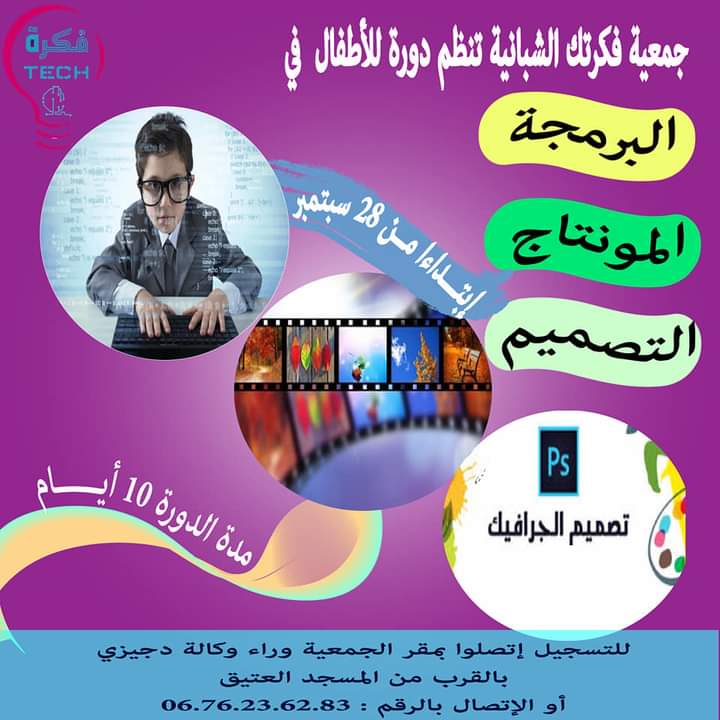 فكرة
TECH
جمعية فكرتك الشبانية تنظم دورة للأطفال في
البرمجة
المونتاج
التصميم
إبتداءا من 28 سبتمبر
Ps
تصميم الجرافيك
مدة الدورة 10 أيام
للتسجيل إتصلوا بمقر الجمعية وراء وكالة دجيزي
بالقرب من المسجد العتيق
أو الإتصال بالرقم : 06.76.23.62.83